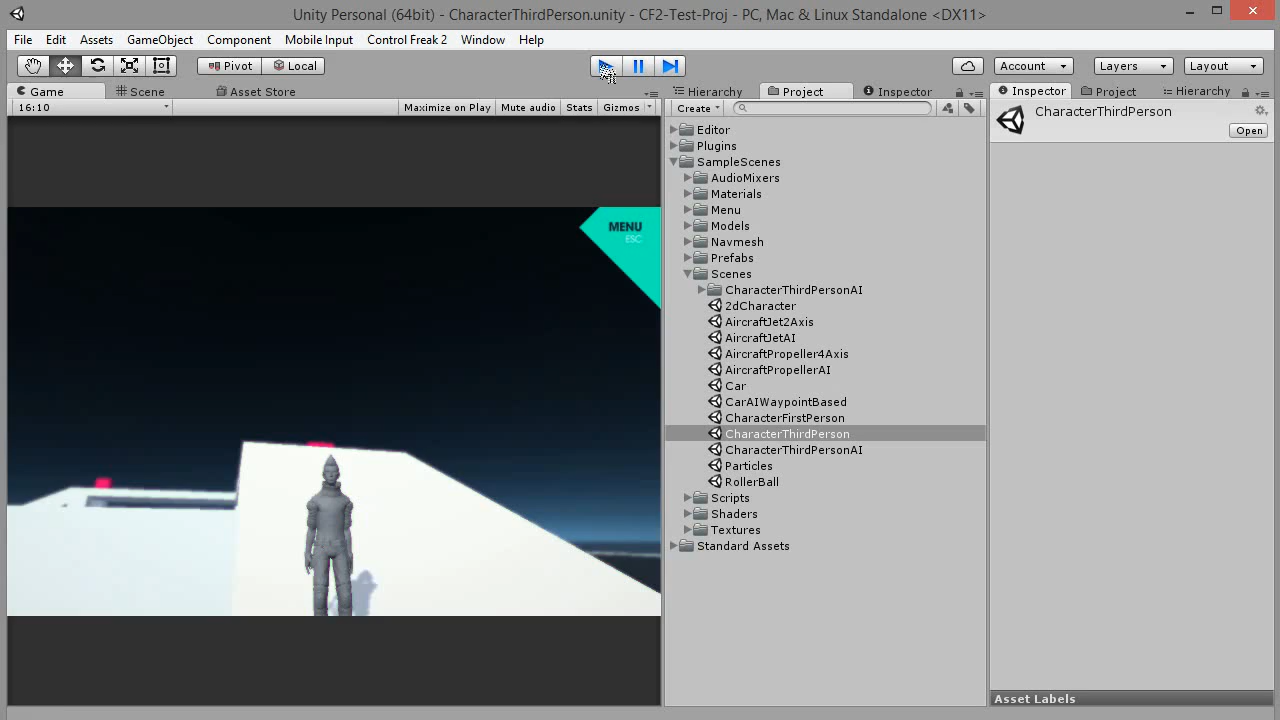 Unity Personal (64bit) - CharacterThirdPerson.unity - CF2-Test-Proj - PC, Mac & Linux Standalone <DX11>
File Edit Assets GameObject Component Mobile Input Control Freak 2 Window Help
Pivot Local Account Layers Layout
Game Scene Asset Store
16:10 Maximize on Play Mute audio Stats Gizmos
MENU
ESC
Hierarchy Project Inspector
Create
Editor
Plugins
SampleScenes
AudioMixers
Materials
Menu
Models
Navmesh
Prefabs
Scenes
CharacterThirdPersonAI
2dCharacter
AircraftJet2Axis
AircraftJetAI
AircraftPropeller4Axis
AircraftPropellerAI
Car
CarAIWaypointBased
CharacterFirstPerson
CharacterThirdPerson
CharacterThirdPersonAI
Particles
RollerBall
Scripts
Shaders
Textures
Standard Assets
Inspector Project Hierarchy
CharacterThirdPerson
Open
Asset Labels